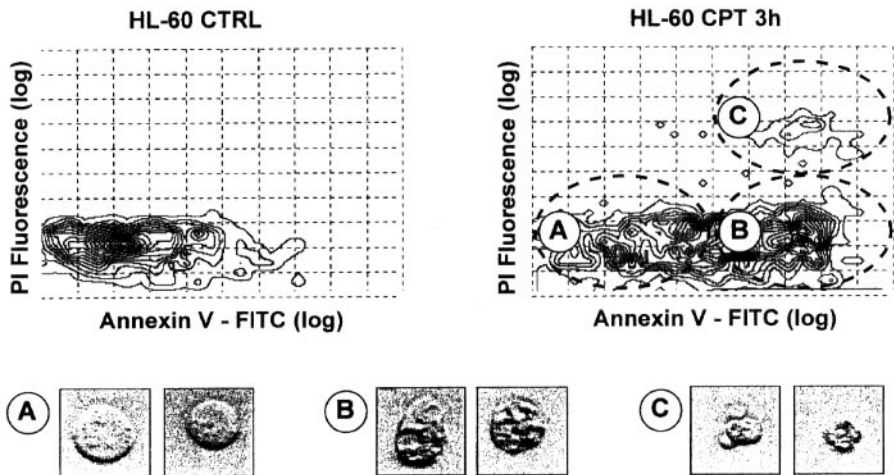 HL-60 CTRL
PI Fluorescence (log)
Annexin V - FITC (log)
HL-60 CPT 3h
PI Fluorescence (log)
C
A
B
Annexin V - FITC (log)
A
B
C